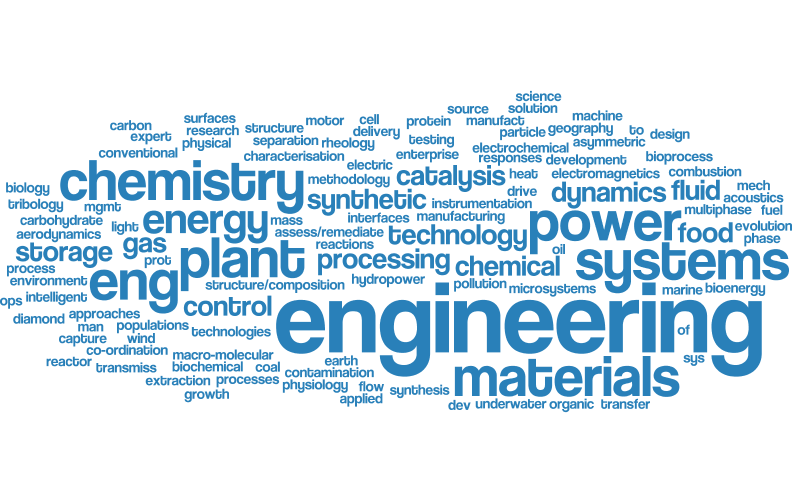 science
source solution
carbon surfaces motor cell protein manufact machine
expert research structure delivery particle geography to design
physical separation rheology testing electrochemical asymmetric
conventional characterisation enterprise responses development bioprocess
electric
chemistry methodology catalysis heat electromagnetics combustion
biology synthetic drive dynamics fluid mech
tribology mgmt instrumentation acoustics
carbohydrate light energy mass interfaces manufacturing power multiphase fuel
aerodynamics assess/remediate technology food evolution
storage gas plant reactions oil phase
process prot processing chemical systems
environment eng structure/composition hydropower pollution microsystems marine bioenergy
ops intelligent control
diamond approaches engineering
man populations technologies of
capture wind
co-ordination macro-molecular earth sys
reactor transmiss biochemical coal contamination materials
extraction processes physiology flow synthesis
growth applied
dev underwater organic transfer